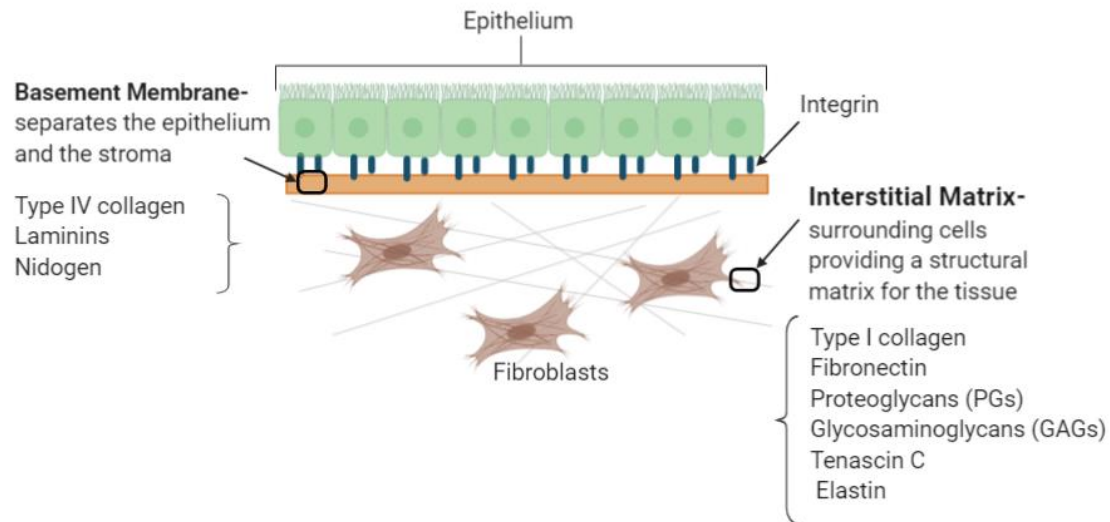 Epithelium
Basement Membrane-
separates the epithelium
and the stroma
Type IV collagen
Laminins
Nidogen
Integrin
Interstitial Matrix-
surrounding cells
providing a structural
matrix for the tissue
Fibroblasts
Type I collagen
Fibronectin
Proteoglycans (PGs)
Glycosaminoglycans (GAGs)
Tenascin C
Elastin